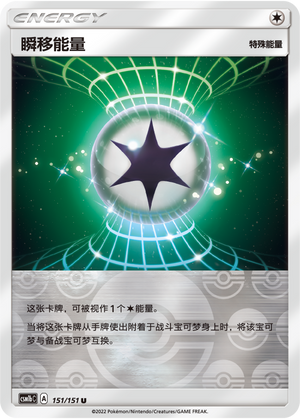 ENERGY
瞬移能量
特殊能量
这张卡牌，可被视作1个能量。
当将这张卡牌从手牌使出附着于战斗宝可梦身上时，将该宝可
梦与备战宝可梦互换。
csm1b C A 151/151 U
©2022 Pokémon/Nintendo/Creatures/GAME FREAK.